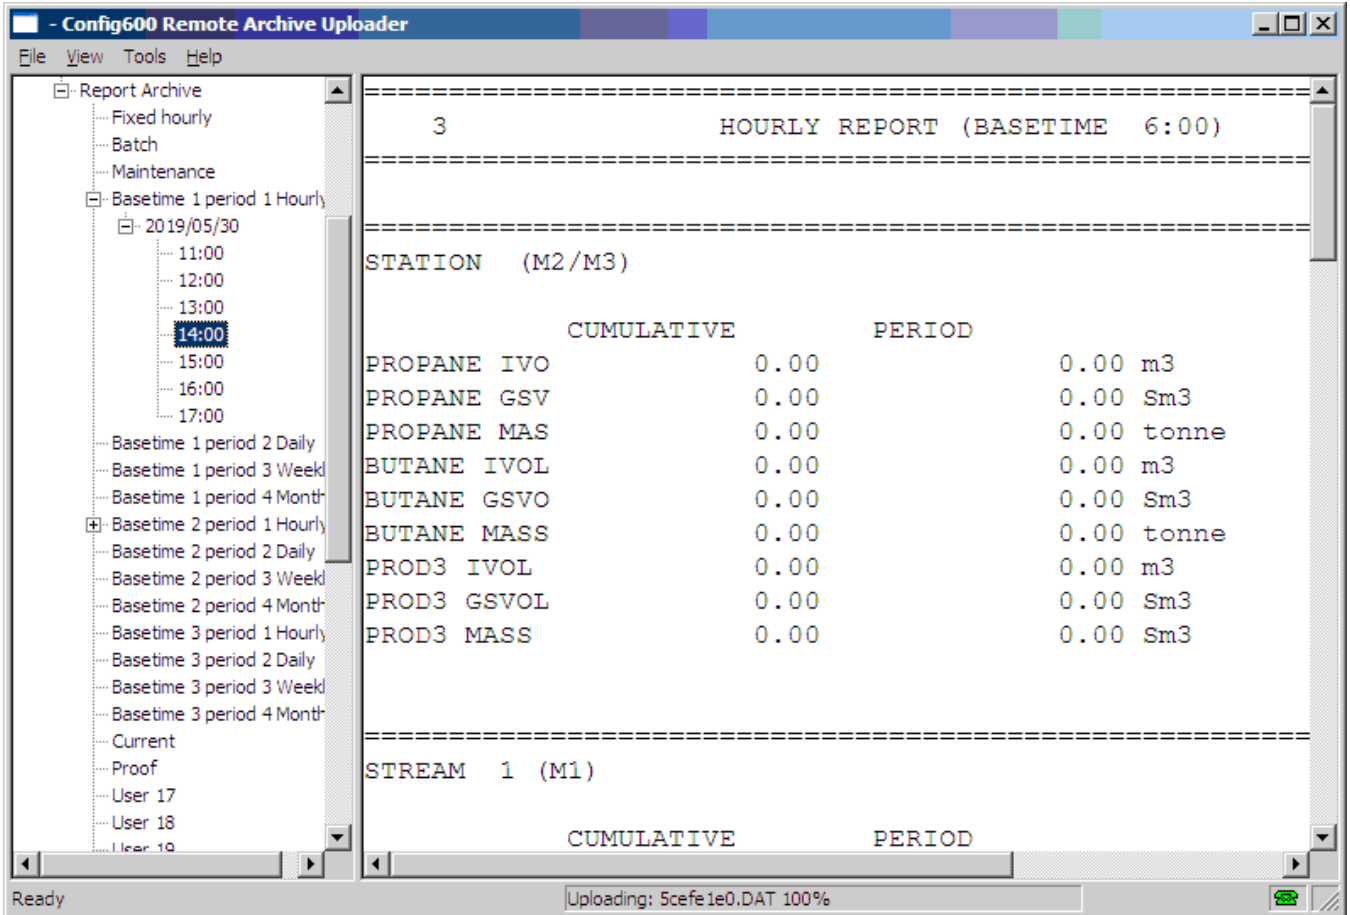 - Config600 Remote Archive Uploader
File View Tools Help
Report Archive
Fixed hourly
Batch
Maintenance
Basetime 1 period 1 Hourly
2019/05/30
11:00
12:00
13:00
14:00
15:00
16:00
17:00
Basetime 1 period 2 Daily
Basetime 1 period 3 Weekl
Basetime 1 period 4 Month
Basetime 2 period 1 Hourly
Basetime 2 period 2 Daily
Basetime 2 period 3 Weekl
Basetime 2 period 4 Month
Basetime 3 period 1 Hourly
Basetime 3 period 2 Daily
Basetime 3 period 3 Weekl
Basetime 3 period 4 Month
Current
Proof
User 17
User 18
User 19
3 HOURLY REPORT (BASETIME 6:00)
STATION (M2/M3)
CUMULATIVE PERIOD
PROPANE IVO 0.00 0.00 m3
PROPANE GSV 0.00 0.00 Sm3
PROPANE MAS 0.00 0.00 tonne
BUTANE IVOL 0.00 0.00 m3
BUTANE GSVO 0.00 0.00 Sm3
BUTANE MASS 0.00 0.00 tonne
PROD3 IVOL 0.00 0.00 m3
PROD3 GSVOL 0.00 0.00 Sm3
PROD3 MASS 0.00 0.00 Sm3
STREAM 1 (M1)
CUMULATIVE PERIOD
Ready Uploading: 5cefe1e0.DAT 100%